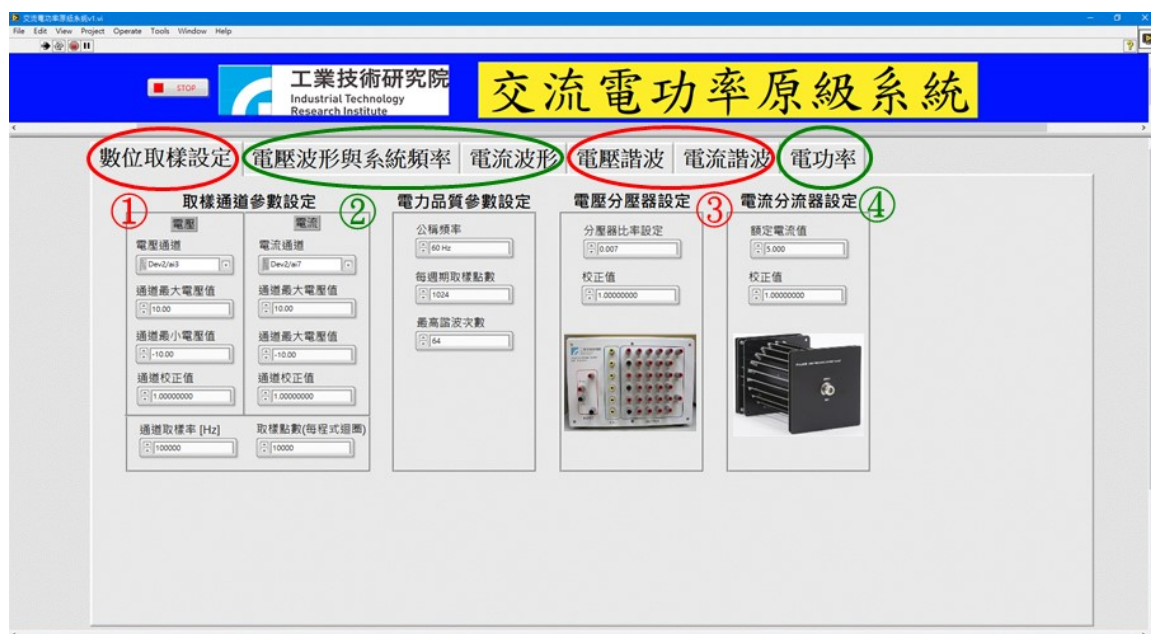 交流電功率原級系統v1.vi
File Edit View Project Operate Tools Window Help
STOP
工業技術研究院
Industrial Technology
Research Institute
交流電功率原級系統
數位取樣設定 電壓波形與系統頻率 電流波形 電壓諧波 電流諧波 電功率
① ② ③ ④
取樣通道參數設定
電壓 電流
電壓通道 電流通道
Dev2/ai3 Dev2/ai7
通道最大電壓值 通道最大電壓值
10.00 10.00
通道最小電壓值 通道最大電壓值
-10.00 -10.00
通道校正值 通道校正值
1.00000000 1.00000000
通道取樣率 [Hz] 取樣點數(每程式迴圈)
100000 10000
電力品質參數設定
公稱頻率
60 Hz
每週期取樣點數
1024
最高諧波次數
64
電壓分壓器設定
分壓器比率設定
0.007
校正值
1.00000000
電流分流器設定
額定電流值
5.000
校正值
1.00000000